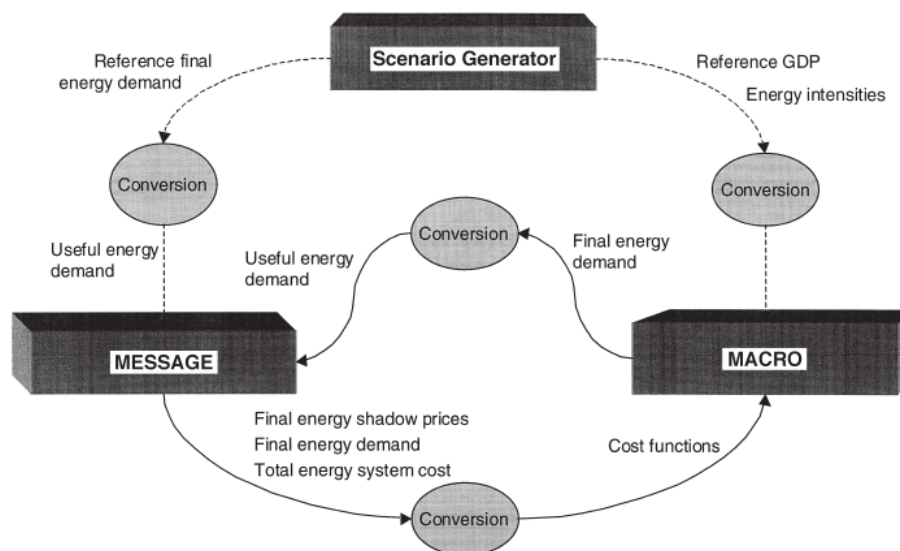 Scenario Generator
Reference final
energy demand
Reference GDP
Energy intensities
Conversion
Conversion
Conversion
Useful energy
demand
Useful energy
demand
Final energy
demand
MESSAGE
MACRO
Final energy shadow prices
Final energy demand
Total energy system cost
Cost functions
Conversion